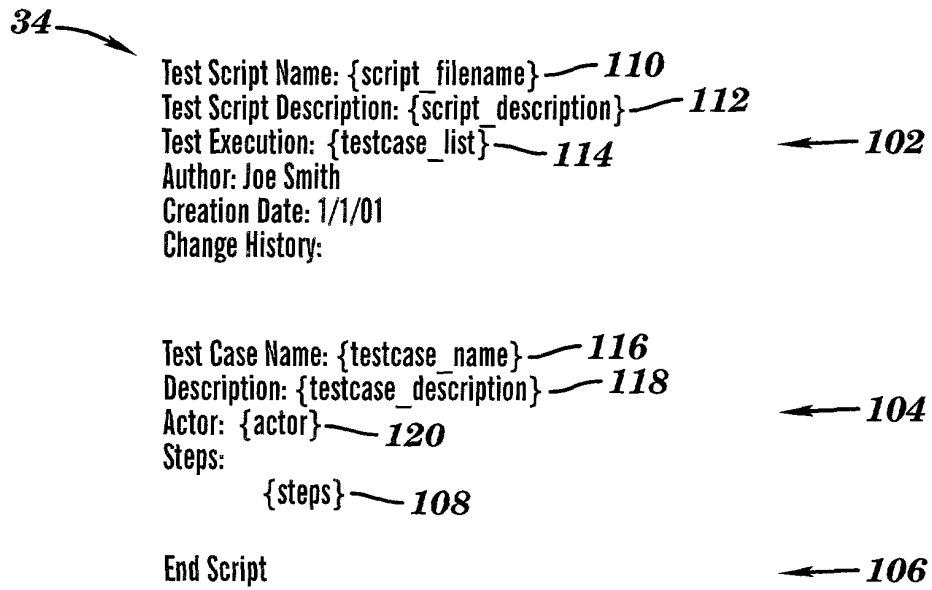 34
Test Script Name: {script_filename} 110
Test Script Description: {script_description} 112
Test Execution: {testcase_list} 114 102
Author: Joe Smith
Creation Date: 1/1/01
Change History:
Test Case Name: {testcase_name} 116
Description: {testcase_description} 118
Actor: {actor} 120 104
Steps:
{steps} 108
End Script 106